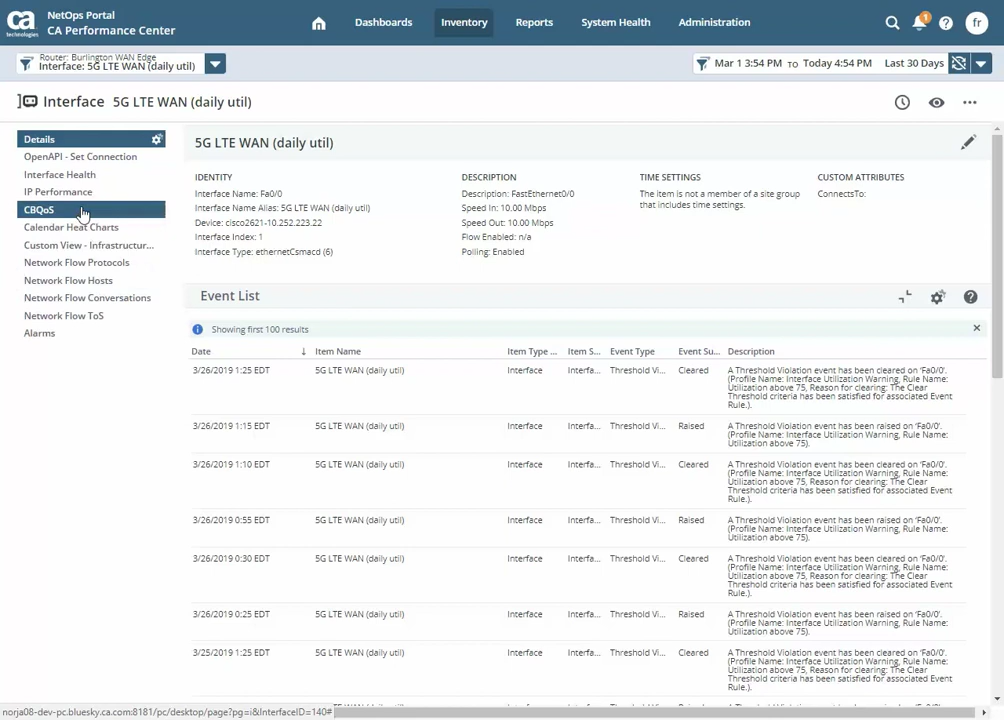 ca
technologies
NetOps Portal
CA Performance Center
Dashboards
Inventory
Reports
System Health
Administration
1
fr
Router: Burlington WAN Edge
Interface: 5G LTE WAN (daily util)
Mar 1 3:54 PM TO Today 4:54 PM Last 30 Days
Interface 5G LTE WAN (daily util)
Details
OpenAPI - Set Connection
Interface Health
IP Performance
CBQoS
Calendar Heat Charts
Custom View - Infrastructur...
Network Flow Protocols
Network Flow Hosts
Network Flow Conversations
Network Flow ToS
Alarms
5G LTE WAN (daily util)
IDENTITY
Interface Name: Fa0/0
Interface Name Alias: 5G LTE WAN (daily util)
Device: cisco2621-10.252.223.22
Interface Index: 1
Interface Type: ethernetCsmacd (6)
DESCRIPTION
Description: FastEthernet0/0
Speed In: 10.00 Mbps
Speed Out: 10.00 Mbps
Flow Enabled: n/a
Polling: Enabled
TIME SETTINGS
The item is not a member of a site group
that includes time settings.
CUSTOM ATTRIBUTES
ConnectsTo:
Event List
Showing first 100 results
Date Item Name Item Type ... Item S... Event Type Event Su... Description
3/26/2019 1:25 EDT 5G LTE WAN (daily util) Interface Interfa... Threshold Vi... Cleared A Threshold Violation event has been cleared on 'Fa0/0'.
(Profile Name: Interface Utilization Warning, Rule Name:
Utilization above 75, Reason for clearing: The Clear
Threshold criteria has been satisfied for associated Event
Rule.).
3/26/2019 1:15 EDT 5G LTE WAN (daily util) Interface Interfa... Threshold Vi... Raised A Threshold Violation event has been raised on 'Fa0/0'.
(Profile Name: Interface Utilization Warning, Rule Name:
Utilization above 75).
3/26/2019 1:10 EDT 5G LTE WAN (daily util) Interface Interfa... Threshold Vi... Cleared A Threshold Violation event has been cleared on 'Fa0/0'.
(Profile Name: Interface Utilization Warning, Rule Name:
Utilization above 75, Reason for clearing: The Clear
Threshold criteria has been satisfied for associated Event
Rule.).
3/26/2019 0:55 EDT 5G LTE WAN (daily util) Interface Interfa... Threshold Vi... Raised A Threshold Violation event has been raised on 'Fa0/0'.
(Profile Name: Interface Utilization Warning, Rule Name:
Utilization above 75).
3/26/2019 0:30 EDT 5G LTE WAN (daily util) Interface Interfa... Threshold Vi... Cleared A Threshold Violation event has been cleared on 'Fa0/0'.
(Profile Name: Interface Utilization Warning, Rule Name:
Utilization above 75, Reason for clearing: The Clear
Threshold criteria has been satisfied for associated Event
Rule.).
3/26/2019 0:25 EDT 5G LTE WAN (daily util) Interface Interfa... Threshold Vi... Raised A Threshold Violation event has been raised on 'Fa0/0'.
(Profile Name: Interface Utilization Warning, Rule Name:
Utilization above 75).
3/25/2019 1:25 EDT 5G LTE WAN (daily util) Interface Interfa... Threshold Vi... Cleared A Threshold Violation event has been cleared on 'Fa0/0'.
(Profile Name: Interface Utilization Warning, Rule Name:
Utilization above 75, Reason for clearing: The Clear
Threshold criteria has been satisfied for associated Event
Rule.).
norja08-dev-pc.bluesky.ca.com:8181/pc/desktop/page?pg=i&InterfaceID=140#